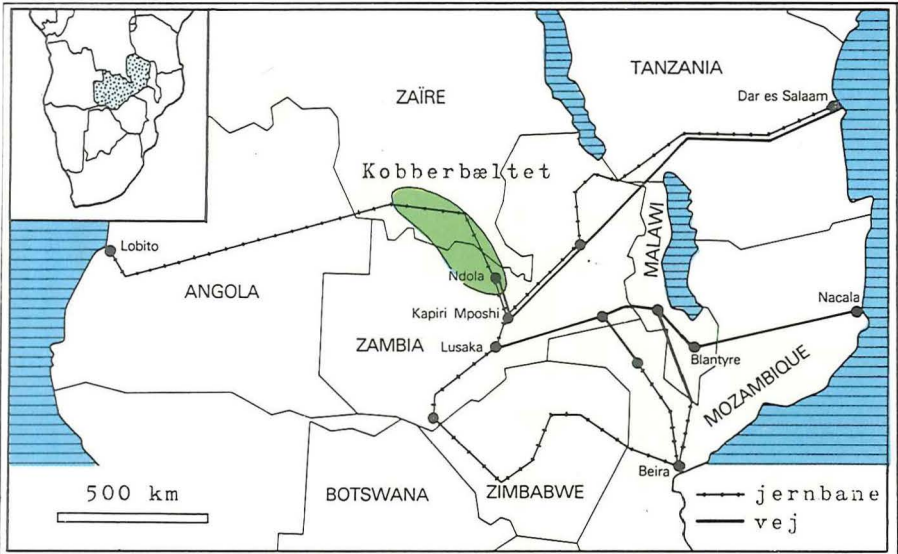 TANZANIA
ZAÏRE
Dar es Salaam
Kobberbæltet
MALAWI
Lobito
Ndola
ANGOLA
Nacala
Kapiri Mposhi
ZAMBIA
Lusaka
Blantyre
MOZAMBIQUE
Beira
500 km
BOTSWANA
ZIMBABWE
jernbane
vej